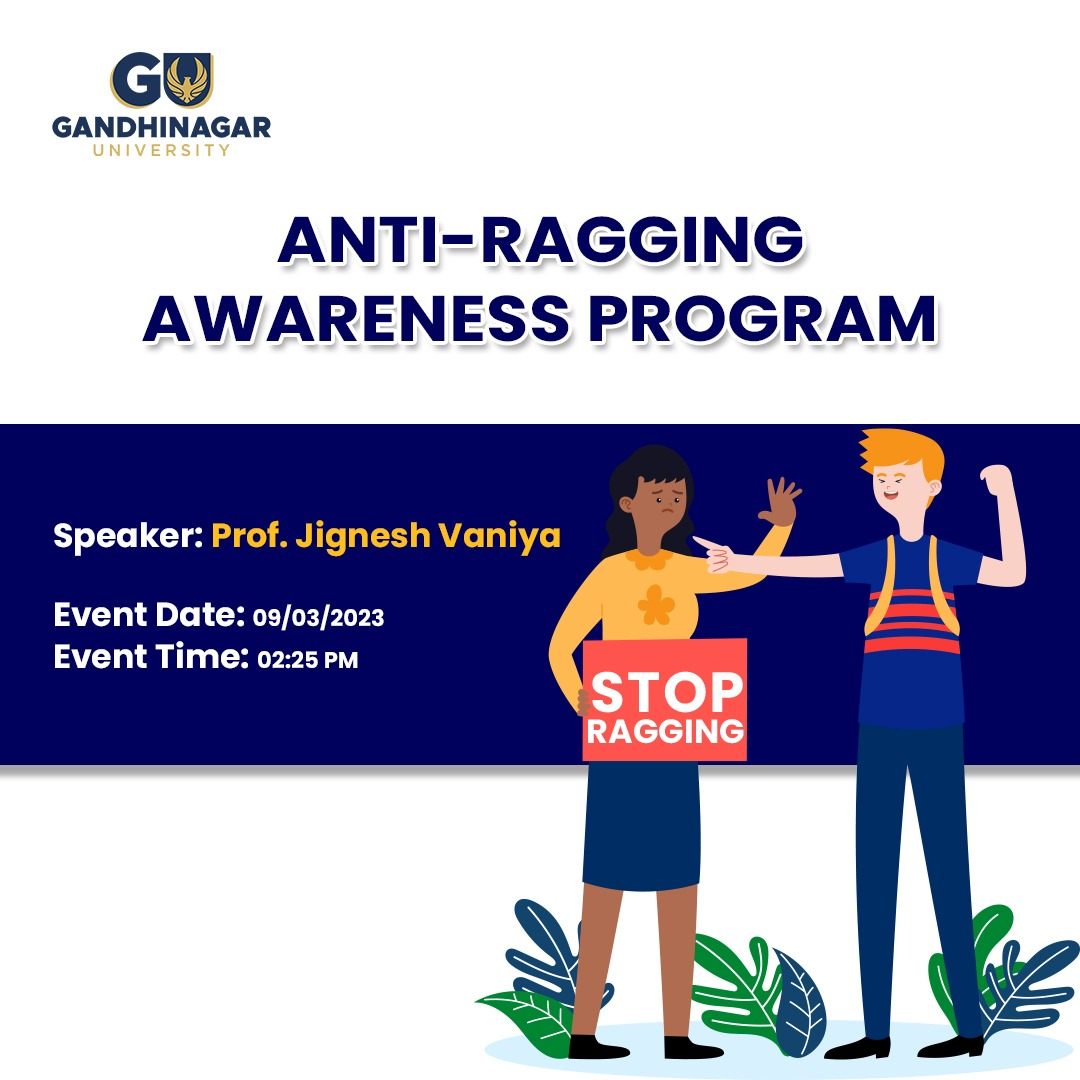 GU
GANDHINAGAR
UNIVERSITY
ANTI-RAGGING
AWARENESS PROGRAM
Speaker: Prof. Jignesh Vaniya
Event Date: 09/03/2023
Event Time: 02:25 PM
STOP
RAGGING